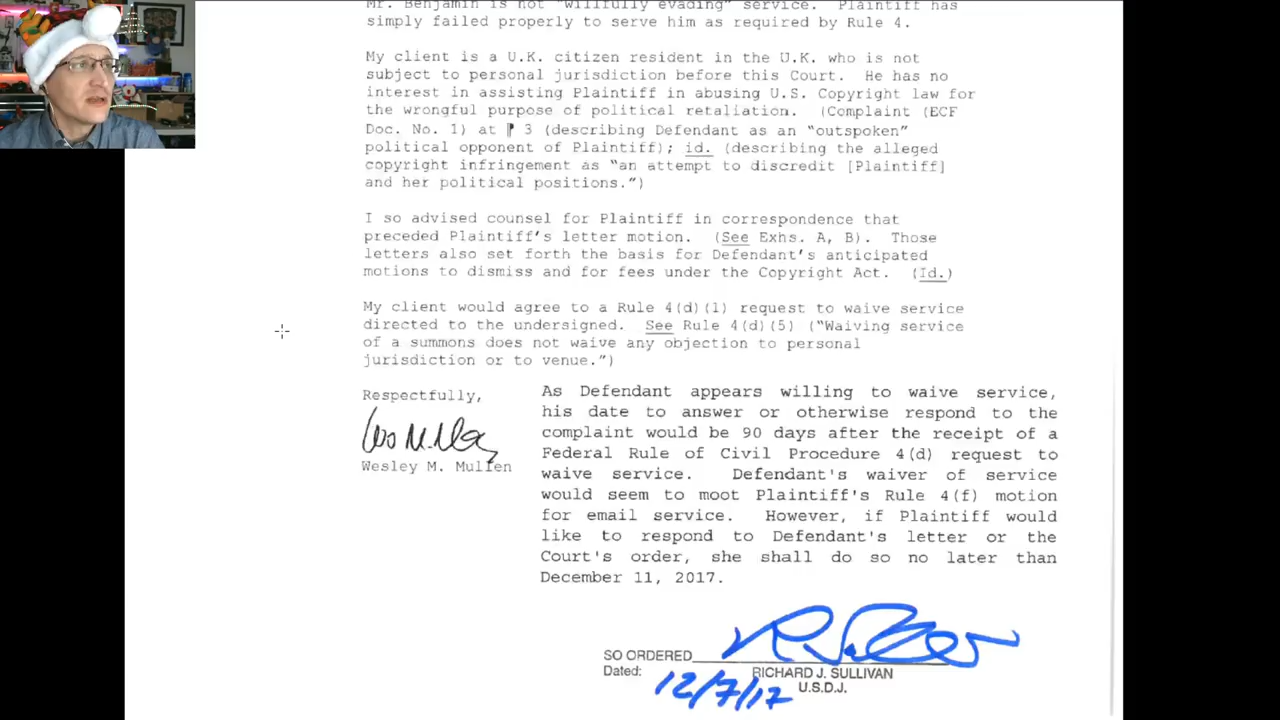 Mr. Benjamin is not "willfully evading" service. Plaintiff has
simply failed properly to serve him as required by Rule 4.
My client is a U.K. citizen resident in the U.K. who is not
subject to personal jurisdiction before this Court. He has no
interest in assisting Plaintiff in abusing U.S. Copyright law for
the wrongful purpose of political retaliation. (Complaint (ECF
Doc. No. 1) at ¶ 3 (describing Defendant as an "outspoken"
political opponent of Plaintiff); id. (describing the alleged
copyright infringement as "an attempt to discredit [Plaintiff]
and her political positions.")
I so advised counsel for Plaintiff in correspondence that
preceded Plaintiff's letter motion. (See Exhs. A, B). Those
letters also set forth the basis for Defendant's anticipated
motions to dismiss and for fees under the Copyright Act. (Id.)
My client would agree to a Rule 4(d)(1) request to waive service
directed to the undersigned. See Rule 4(d)(5) ("Waiving service
of a summons does not waive any objection to personal
jurisdiction or to venue.")
Respectfully,
Wesley M. Mullen
As Defendant appears willing to waive service,
his date to answer or otherwise respond to the
complaint would be 90 days after the receipt of a
Federal Rule of Civil Procedure 4(d) request to
waive service. Defendant's waiver of service
would seem to moot Plaintiff's Rule 4(f) motion
for email service. However, if Plaintiff would
like to respond to Defendant's letter or the
Court's order, she shall do so no later than
December 11, 2017.
SO ORDERED
Dated: 12/7/17
RICHARD J. SULLIVAN
U.S.D.J.